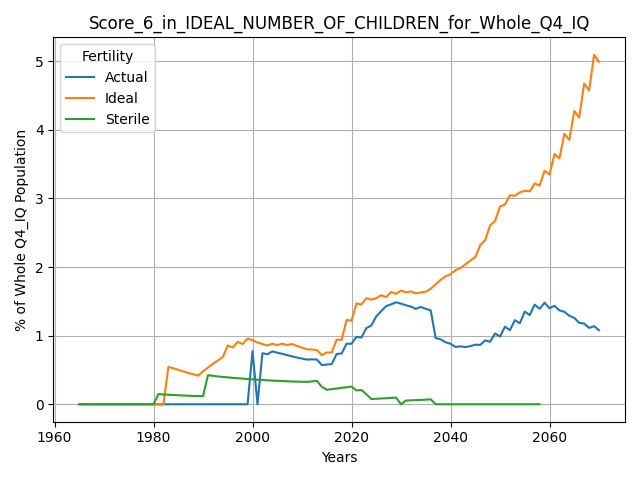 Score_6_in_IDEAL_NUMBER_OF_CHILDREN_for_Whole_Q4_IQ
Fertility
Actual
Ideal
Sterile
% of Whole Q4_IQ Population
5
4
3
2
1
0
1960 1980 2000 2020 2040 2060
Years